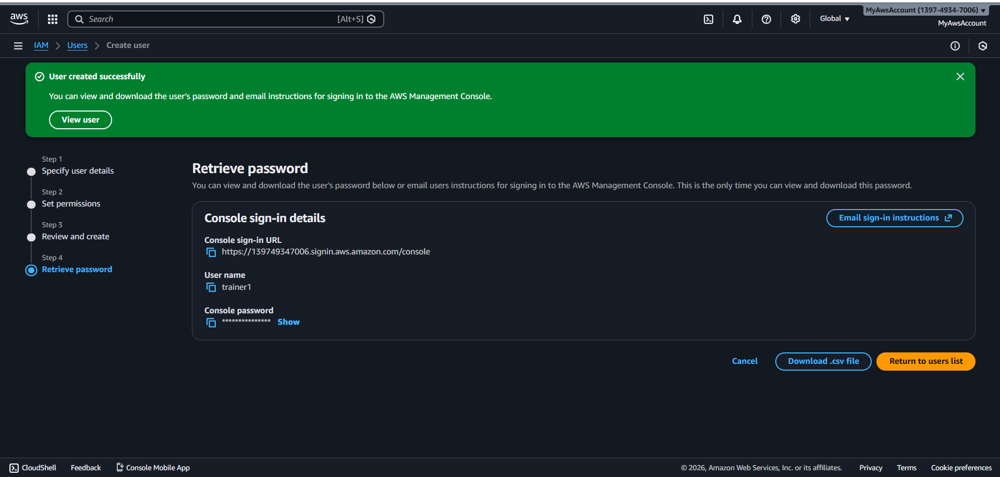 aws
Search [Alt+S]
Global
MyAwsAccount (1397-4934-7006)
MyAwsAccount
IAM Users Create user
User created successfully
You can view and download the user's password and email instructions for signing in to the AWS Management Console.
View user
Step 1
Specify user details
Step 2
Set permissions
Step 3
Review and create
Step 4
Retrieve password
Retrieve password
You can view and download the user's password below or email users instructions for signing in to the AWS Management Console. This is the only time you can view and download this password.
Console sign-in details
Email sign-in instructions
Console sign-in URL
https://139749347006.signin.aws.amazon.com/console
User name
trainer1
Console password
*************** Show
Cancel
Download .csv file
Return to users list
CloudShell Feedback Console Mobile App
© 2026, Amazon Web Services, Inc. or its affiliates. Privacy Terms Cookie preferences